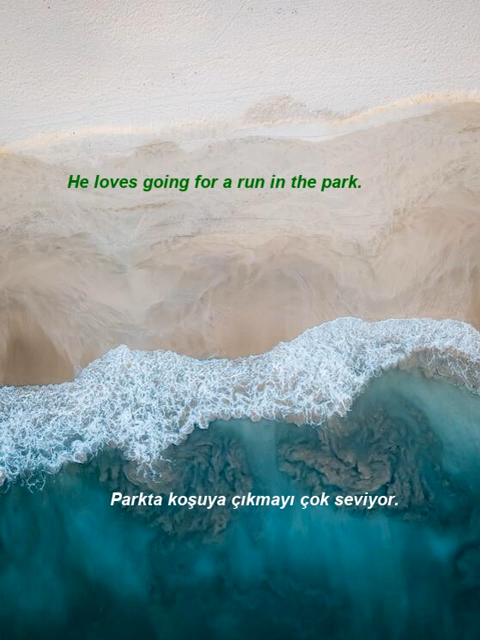 He loves going for a run in the park.
Parkta koşuya çıkmayı çok seviyor.